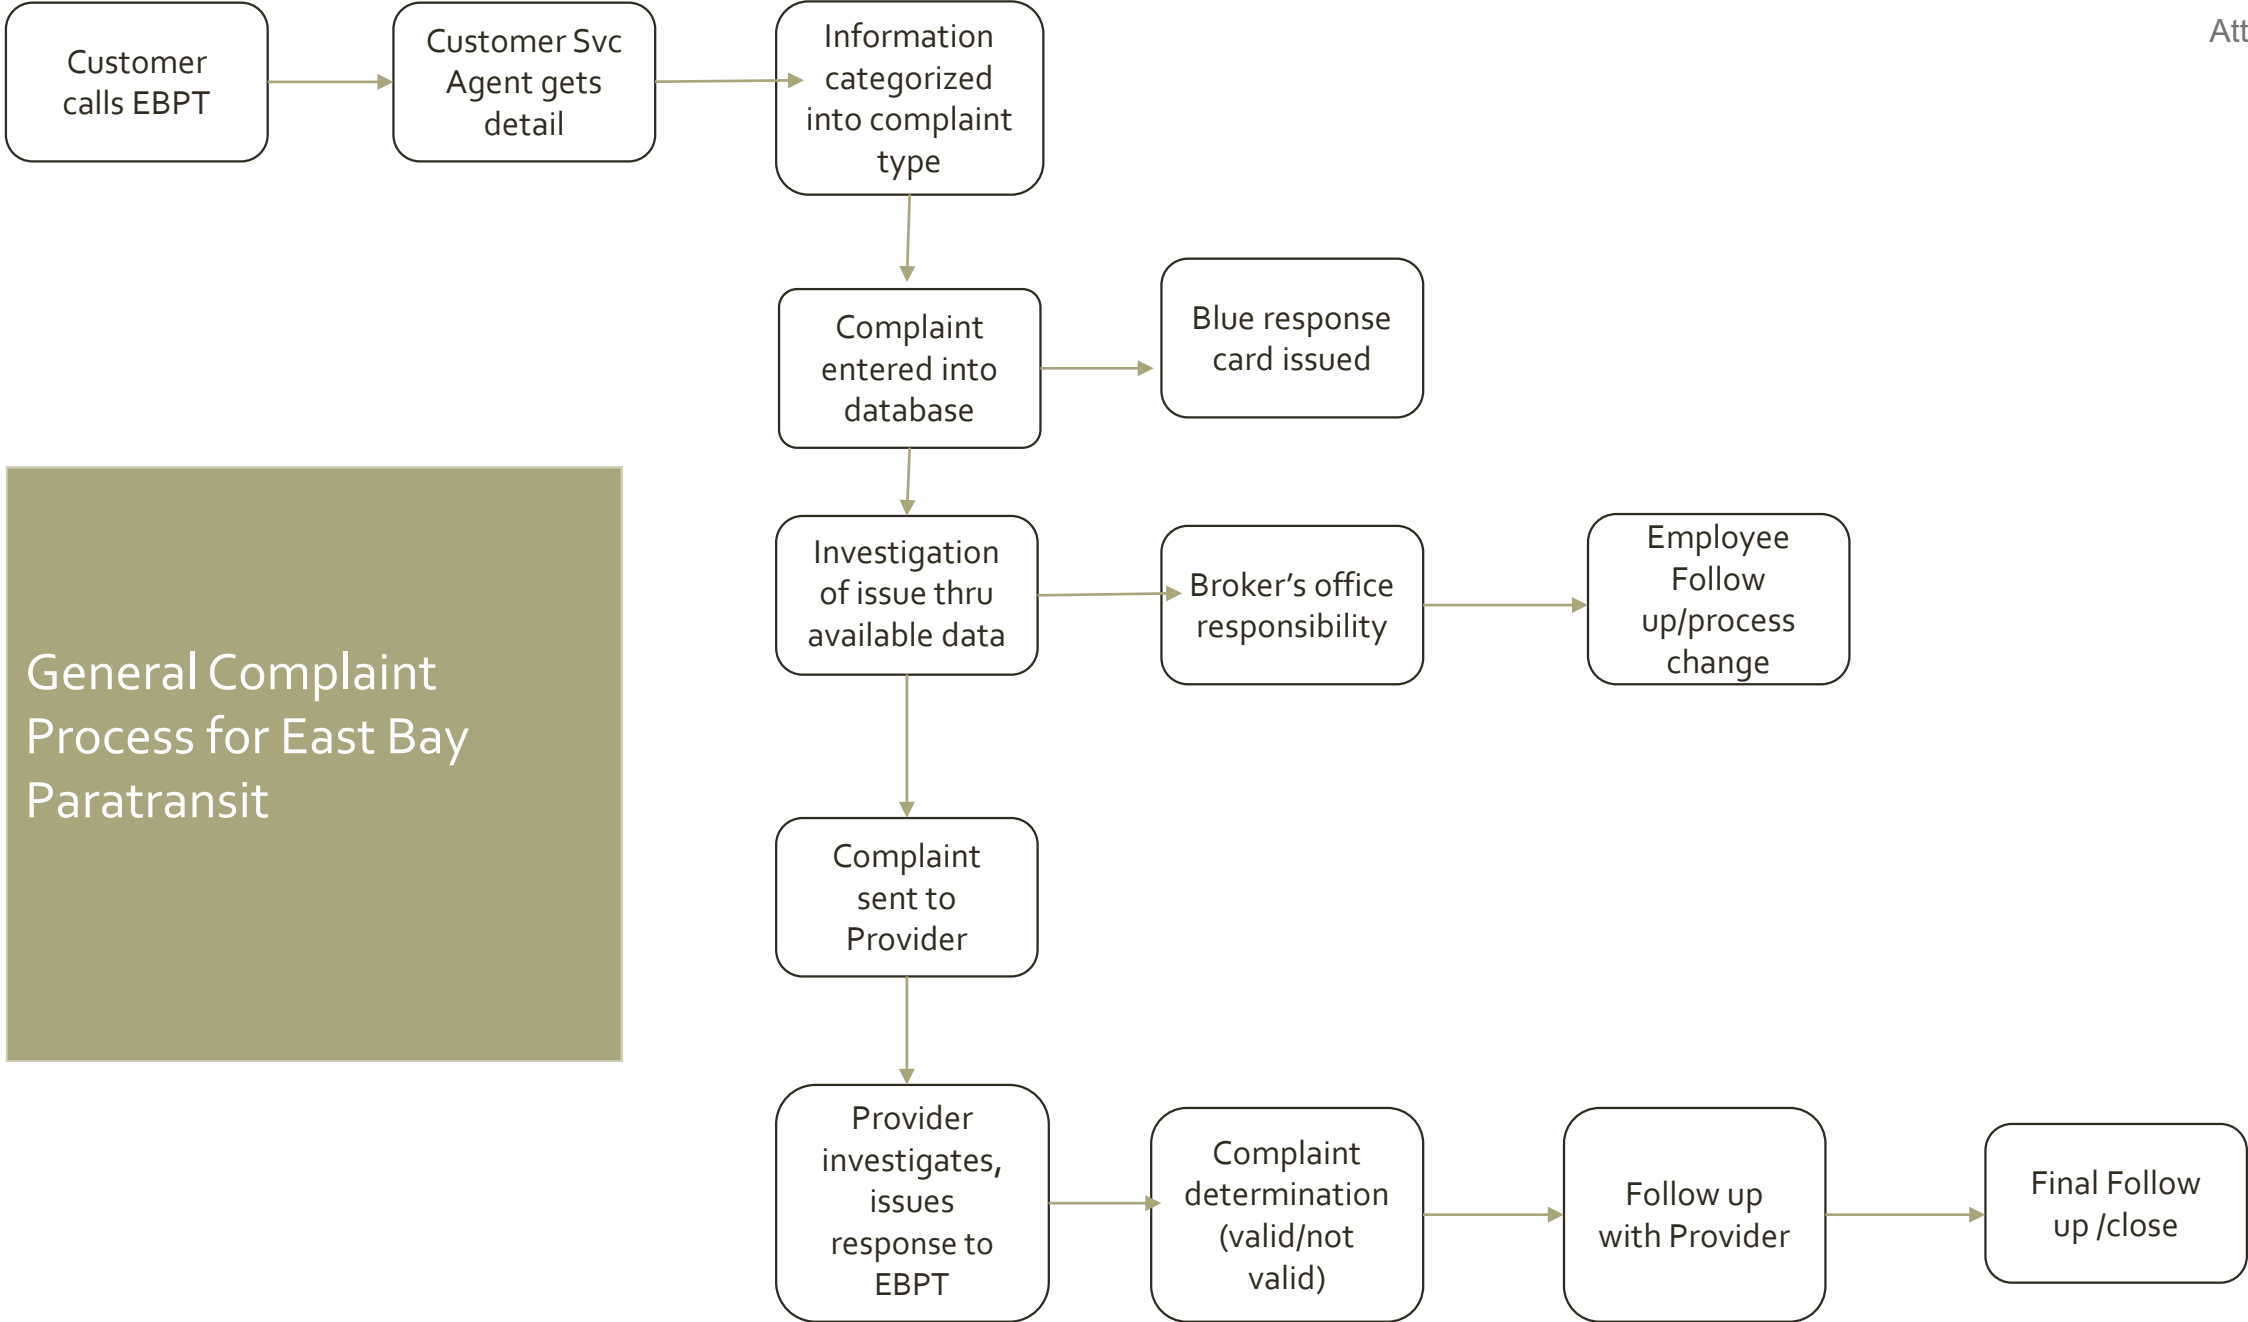 Customer
calls EBPT
Customer Svc
Agent gets
detail
Information
categorized
into complaint
type
Att
Complaint
entered into
database
Blue response
card issued
General Complaint
Process for East Bay
Paratransit
Investigation
of issue thru
available data
Broker’s office
responsibility
Employee
Follow
up/process
change
Complaint
sent to
Provider
Provider
investigates,
issues
response to
EBPT
Complaint
determination
(valid/not
valid)
Follow up
with Provider
Final Follow
up /close